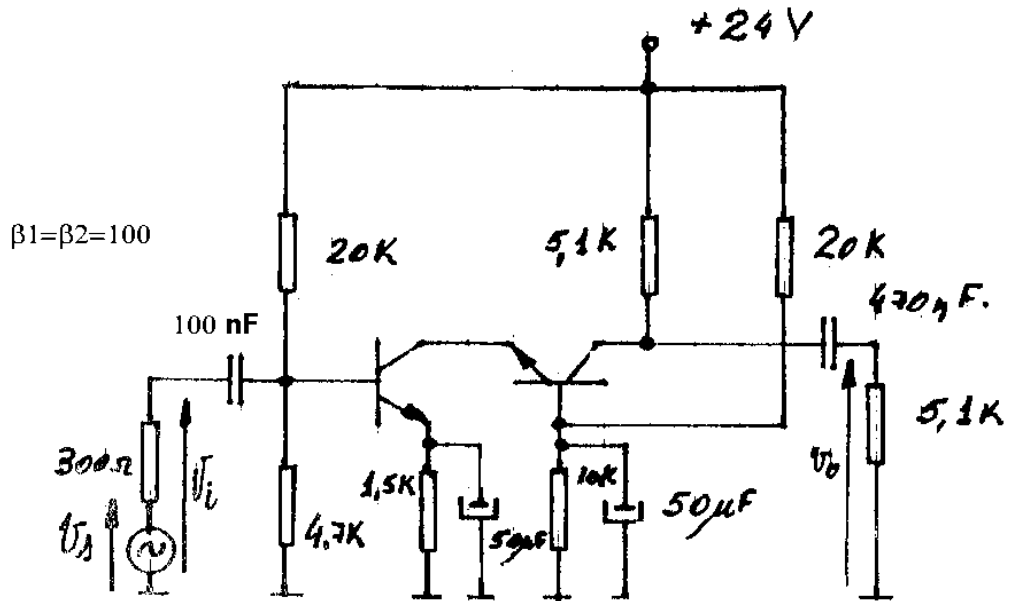 +24V
β1=β2=100
20K
5,1K
20K
470nF.
100 nF
5,1K
300Ω
vi
1,5K
10K
vo
50µF
vs
4,7K
50µF